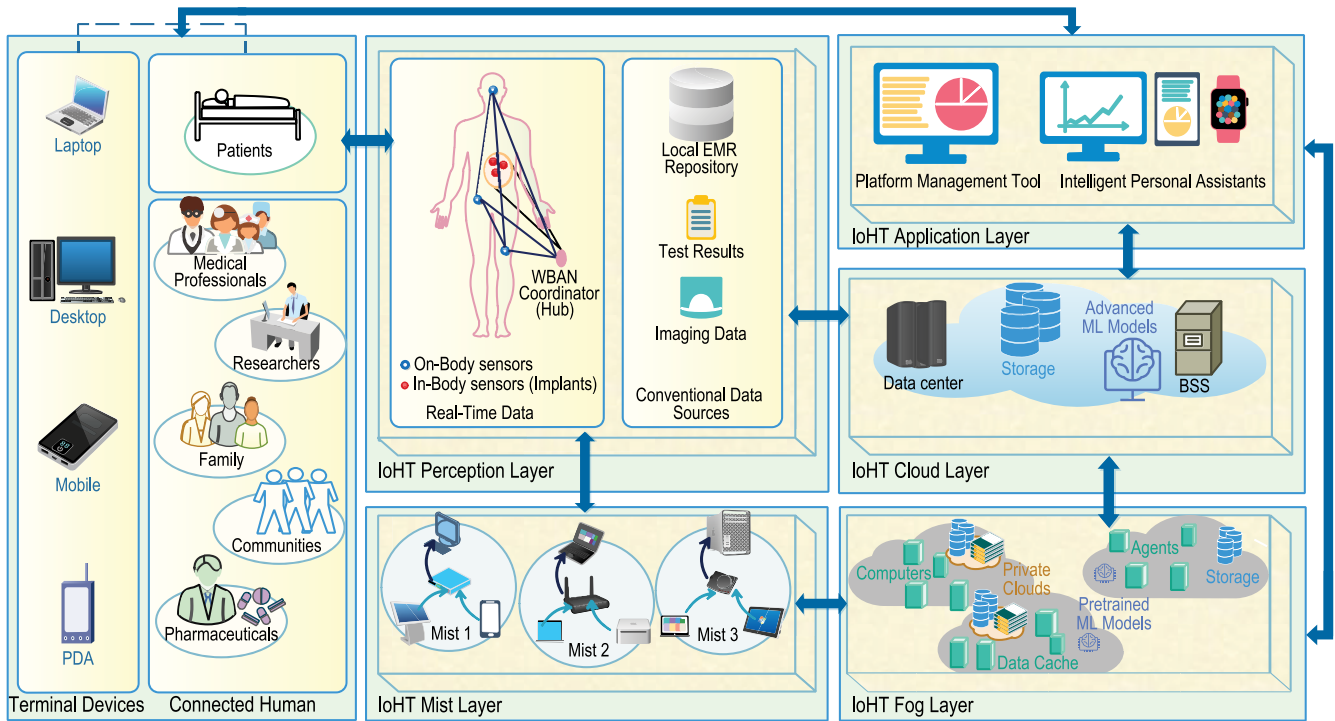 Laptop
Desktop
Mobile
PDA
Terminal Devices
Patients
Medical
Professionals
Researchers
Family
Communities
Pharmaceuticals
Connected Human
WBAN
Coordinator
(Hub)
On-Body sensors
In-Body sensors (Implants)
Real-Time Data
Local EMR
Repository
Test Results
Imaging Data
Conventional Data
Sources
IoHT Perception Layer
Platform Management Tool
Intelligent Personal Assistants
IoHT Application Layer
Data center
Storage
Advanced
ML Models
BSS
IoHT Cloud Layer
Mist 1
Mist 2
Mist 3
IoHT Mist Layer
Computers
Private
Clouds
Agents
Storage
Pretrained
ML Models
Data Cache
IoHT Fog Layer